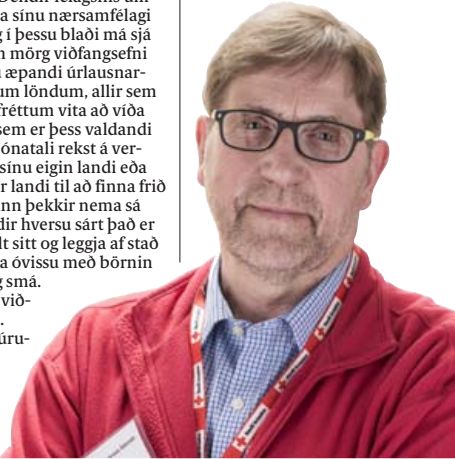 Deildir félagsins um
a sínu nærsamfélagi
g í þessu blaði má sjá
n mörg viðfangsefni
æpandi úrlausnar-
um löndum, allir sem
fréttum vita að víða
sem er þess valdandi
ónatali rekst á ver-
sínu eigin landi eða
r landi til að finna frið
nn þekkir nema sá
dir hversu sárt það er
lt sitt og leggja af stað
a óvissu með börnin
g smá.
við-
úru-